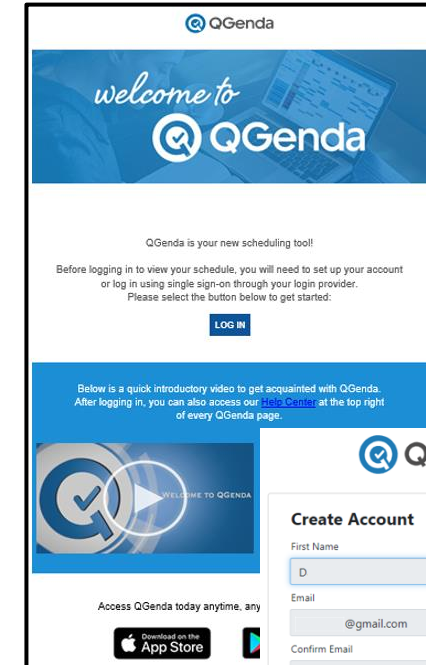 QGenda
welcome to
QGenda
QGenda is your new scheduling tool!
Before logging in to view your schedule, you will need to set up your account
or log in using single sign-on through your login provider.
Please select the button below to get started:
LOG IN
Below is a quick introductory video to get acquainted with QGenda.
After logging in, you can also access our Help Center at the top right
of every QGenda page.
WELCOME TO QGENDA
Q
Create Account
First Name
D
Email
@gmail.com
Confirm Email
Access QGenda today anytime, any
Download on the
App Store